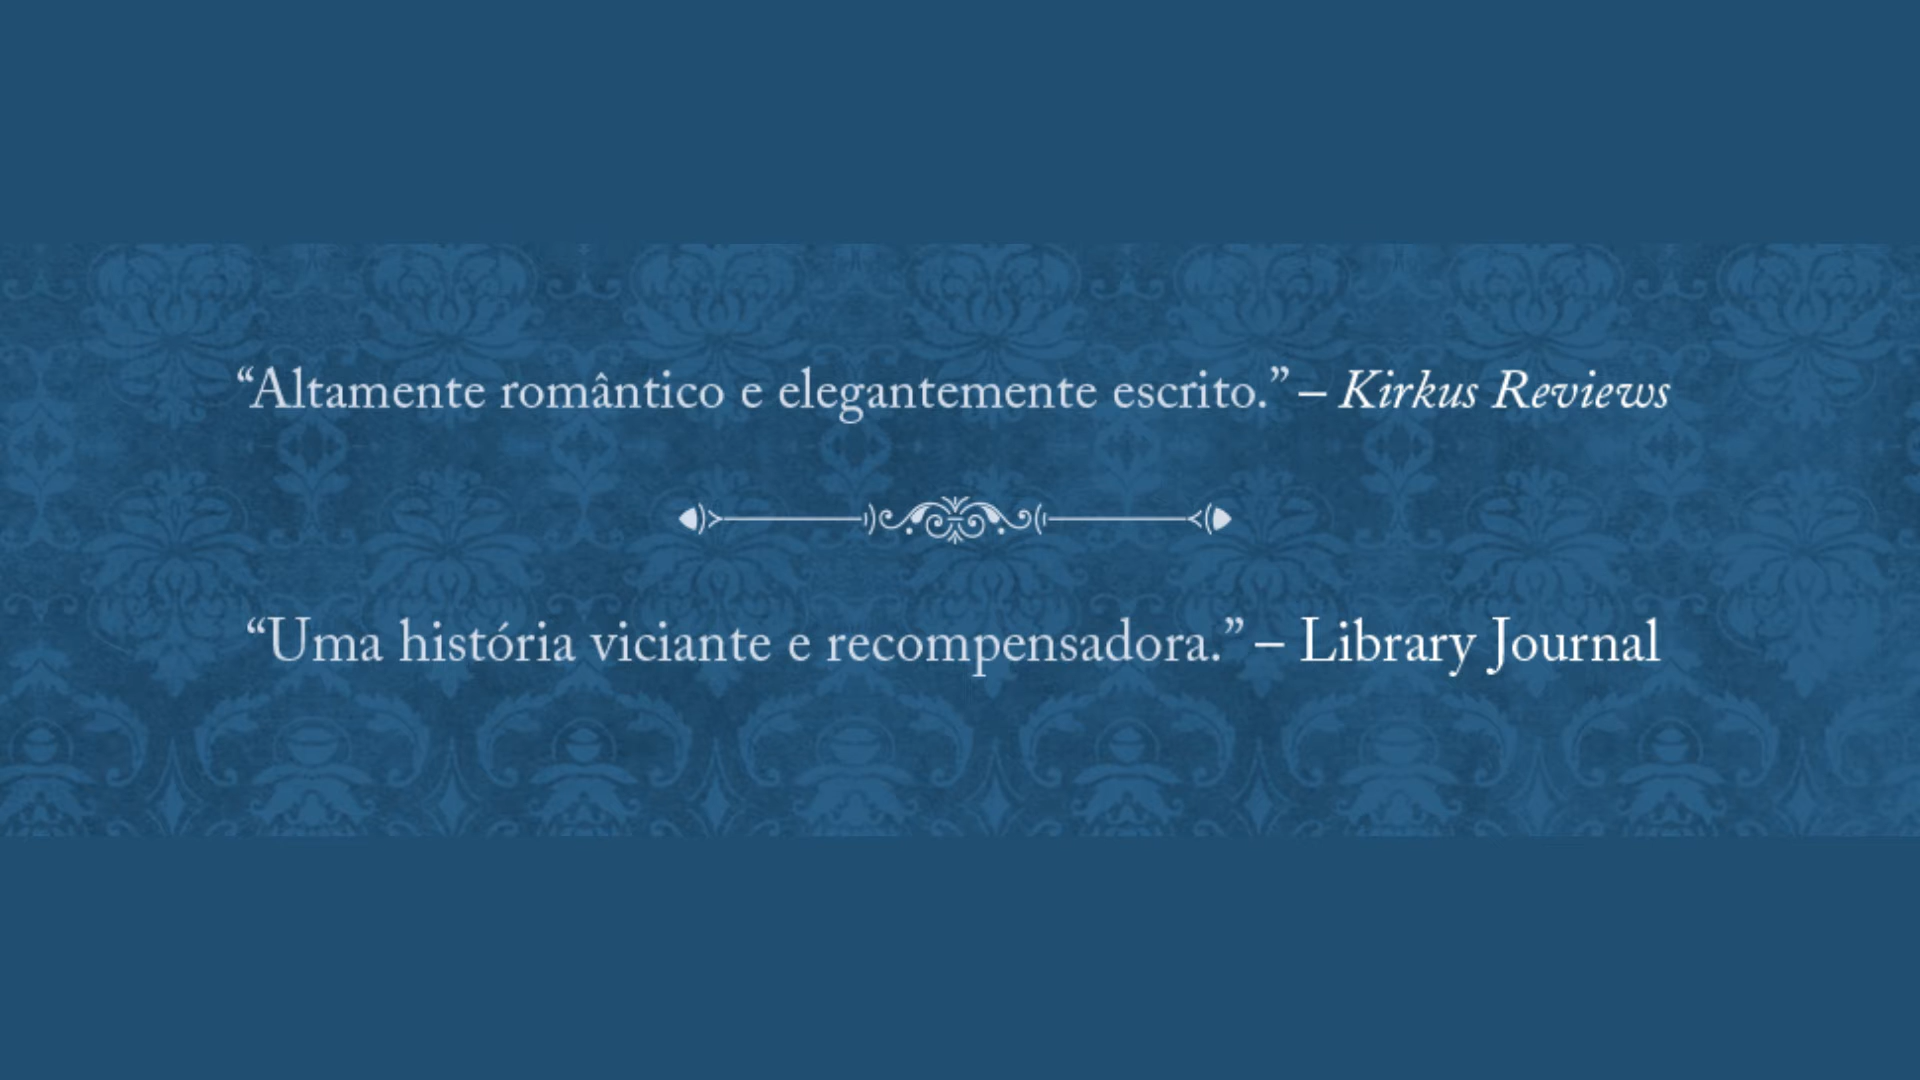 “Altamente romântico e elegantemente escrito.” – Kirkus Reviews
“Uma história viciante e recompensadora.” – Library Journal